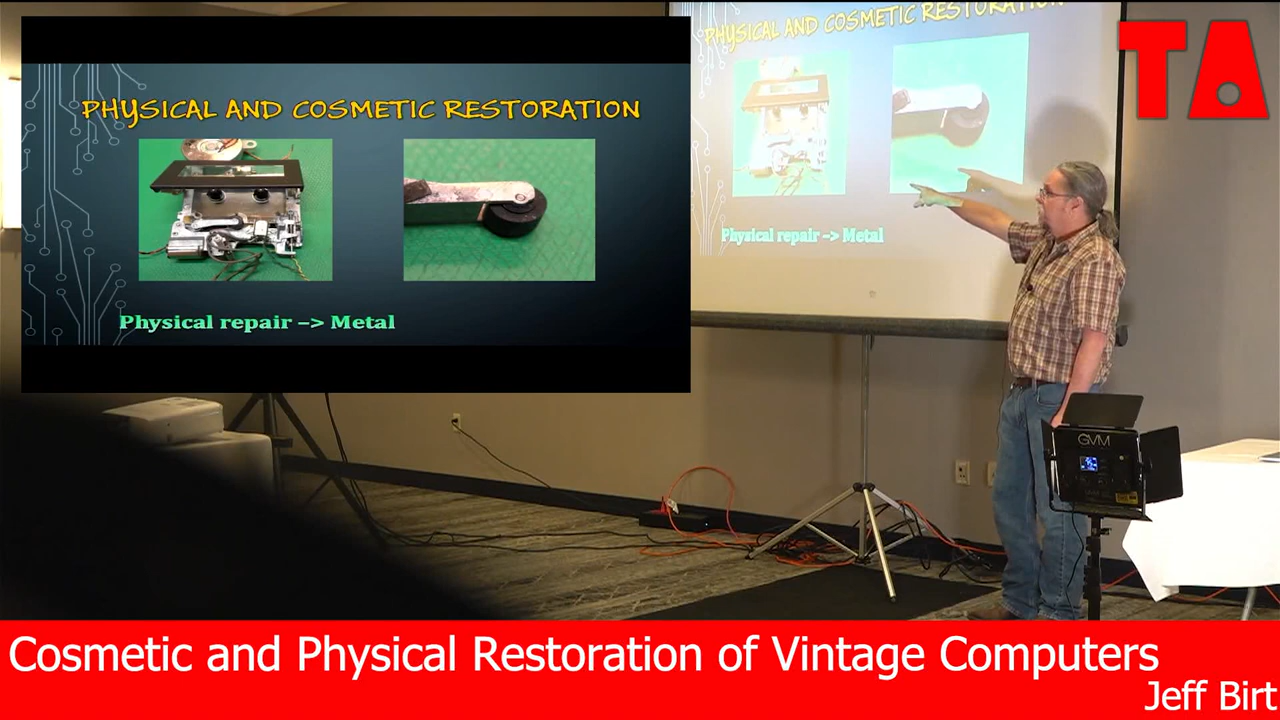 PHYSICAL AND COSMETIC RESTORATION
Physical repair –> Metal
PHYSICAL AND COSMETIC RESTORATION
Physical repair –> Metal
TA
GVM
Cosmetic and Physical Restoration of Vintage Computers
Jeff Birt